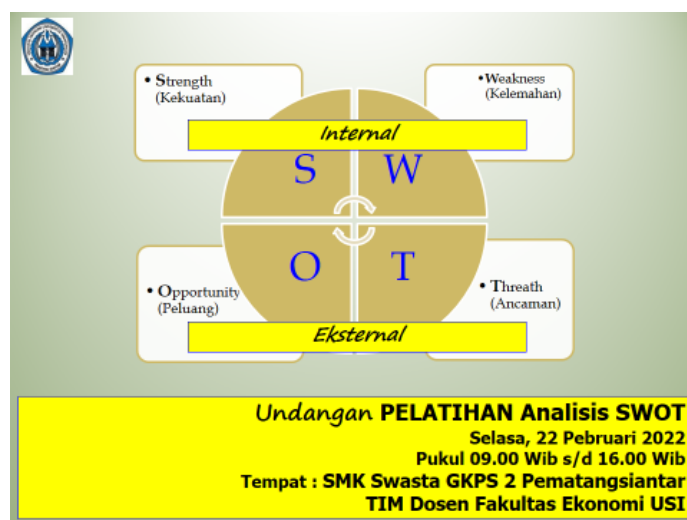 • Strength
(Kekuatan)
•Weakness
(Kelemahan)
Internal
S W
O T
• Opportunity
(Peluang)
• Threath
(Ancaman)
Eksternal
Undangan PELATIHAN Analisis SWOT
Selasa, 22 Pebruari 2022
Pukul 09.00 Wib s/d 16.00 Wib
Tempat : SMK Swasta GKPS 2 Pematangsiantar
TIM Dosen Fakultas Ekonomi USI